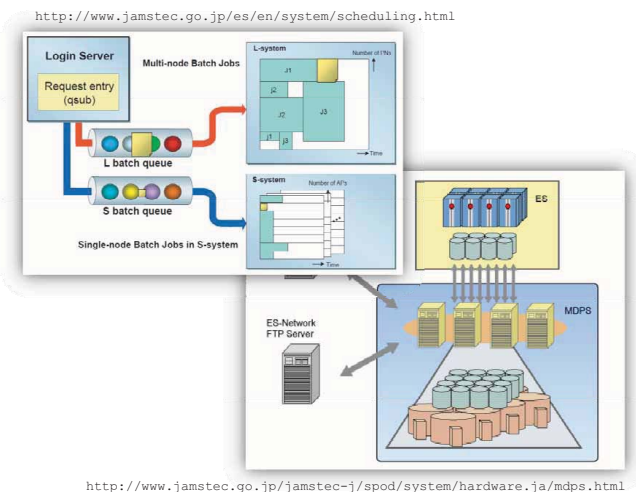 http://www.jamstec.go.jp/es/en/system/scheduling.html
Login Server
Request entry
(qsub)
Multi-node Batch Jobs
L-system
Number of PNs
J1
j2
J2
J3
j1
j3
Time
L batch queue
S batch queue
S-system
Number of AP's
Time
Single-node Batch Jobs in S-system
ES
MDPS
ES-Network
FTP Server
http://www.jamstec.go.jp/jamstec-j/spod/system/hardware.ja/mdps.html